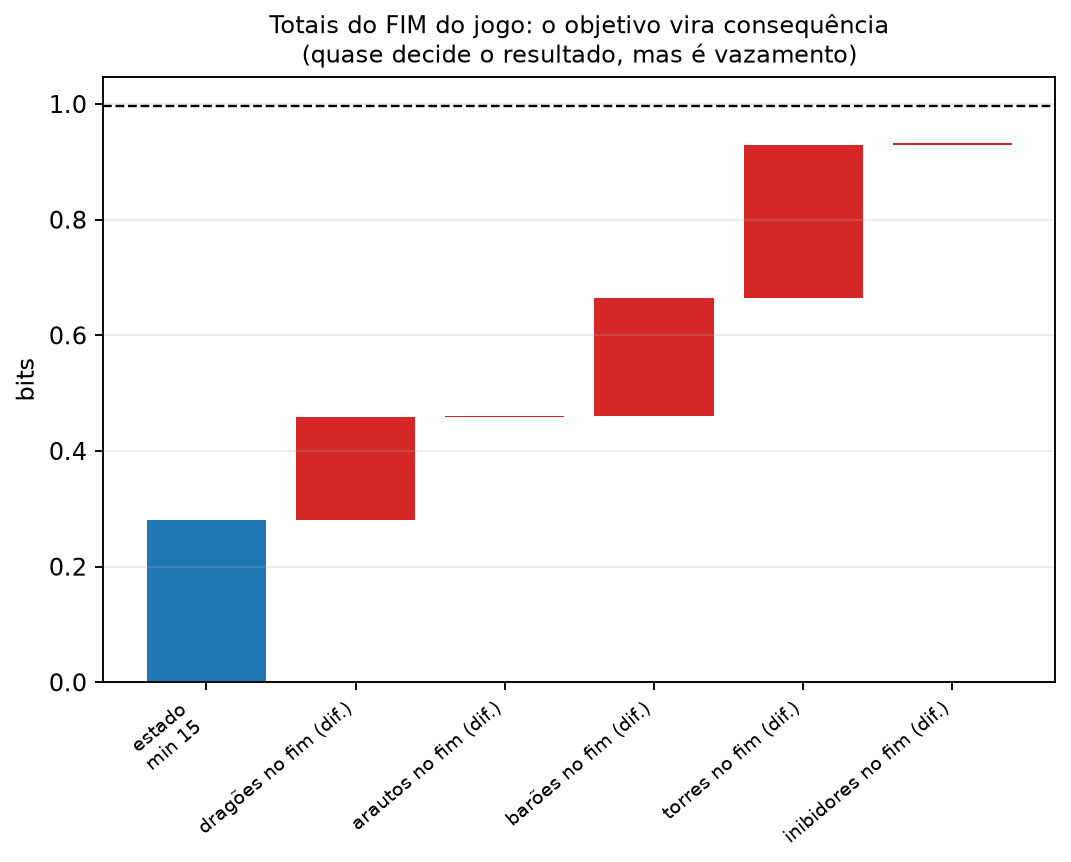 Totais do FIM do jogo: o objetivo vira consequência
(quase decide o resultado, mas é vazamento)
bits
1.0
0.8
0.6
0.4
0.2
0.0
estado
min 15
dragões no fim (dif.)
arautos no fim (dif.)
barões no fim (dif.)
torres no fim (dif.)
inibidores no fim (dif.)